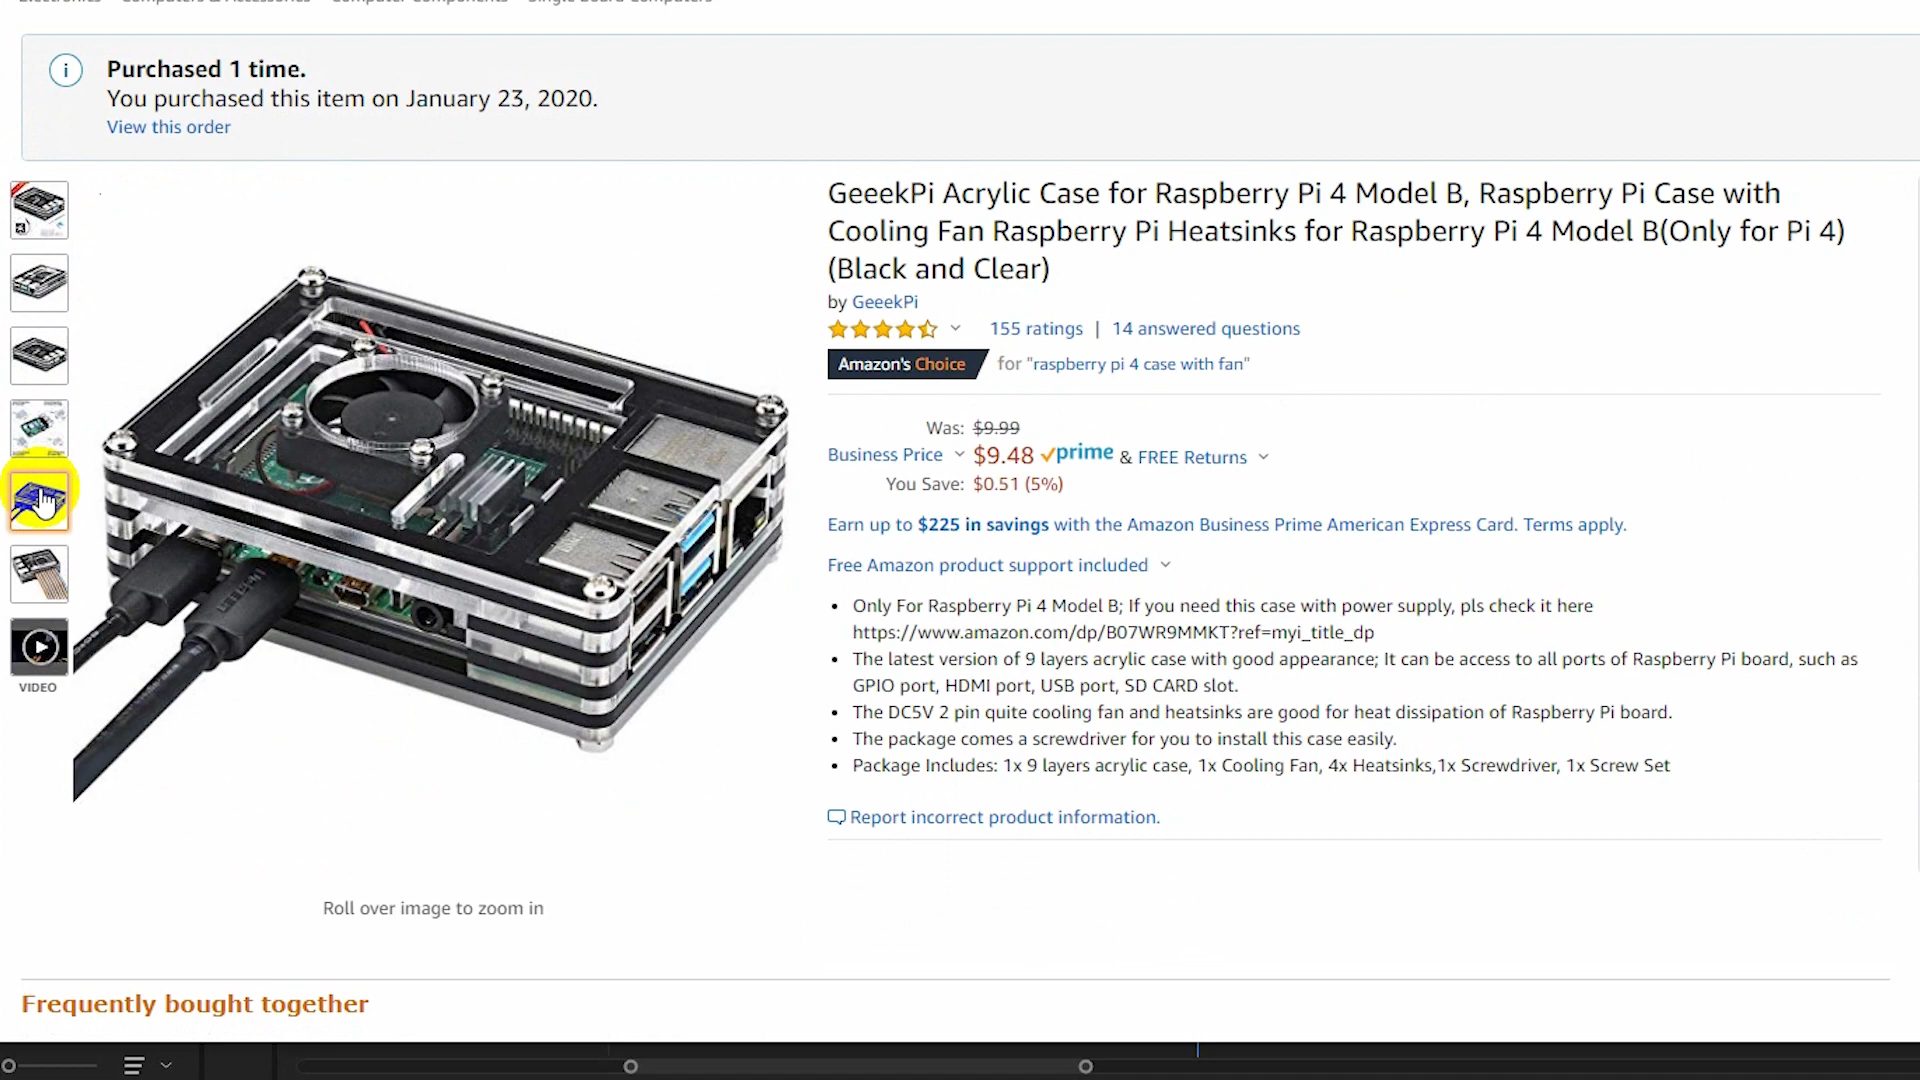 Electronics Computers & Accessories Computer Components Single Board Computers
Purchased 1 time.
You purchased this item on January 23, 2020.
View this order
VIDEO
Roll over image to zoom in
GeeekPi Acrylic Case for Raspberry Pi 4 Model B, Raspberry Pi Case with
Cooling Fan Raspberry Pi Heatsinks for Raspberry Pi 4 Model B(Only for Pi 4)
(Black and Clear)
by GeeekPi
155 ratings | 14 answered questions
Amazon's Choice for "raspberry pi 4 case with fan"
Was: $9.99
Business Price $9.48 prime & FREE Returns
You Save: $0.51 (5%)
Earn up to $225 in savings with the Amazon Business Prime American Express Card. Terms apply.
Free Amazon product support included
• Only For Raspberry Pi 4 Model B; If you need this case with power supply, pls check it here
https://www.amazon.com/dp/B07WR9MMKT?ref=myi_title_dp
• The latest version of 9 layers acrylic case with good appearance; It can be access to all ports of Raspberry Pi board, such as
GPIO port, HDMI port, USB port, SD CARD slot.
• The DC5V 2 pin quite cooling fan and heatsinks are good for heat dissipation of Raspberry Pi board.
• The package comes a screwdriver for you to install this case easily.
• Package Includes: 1x 9 layers acrylic case, 1x Cooling Fan, 4x Heatsinks,1x Screwdriver, 1x Screw Set
Report incorrect product information.
Frequently bought together